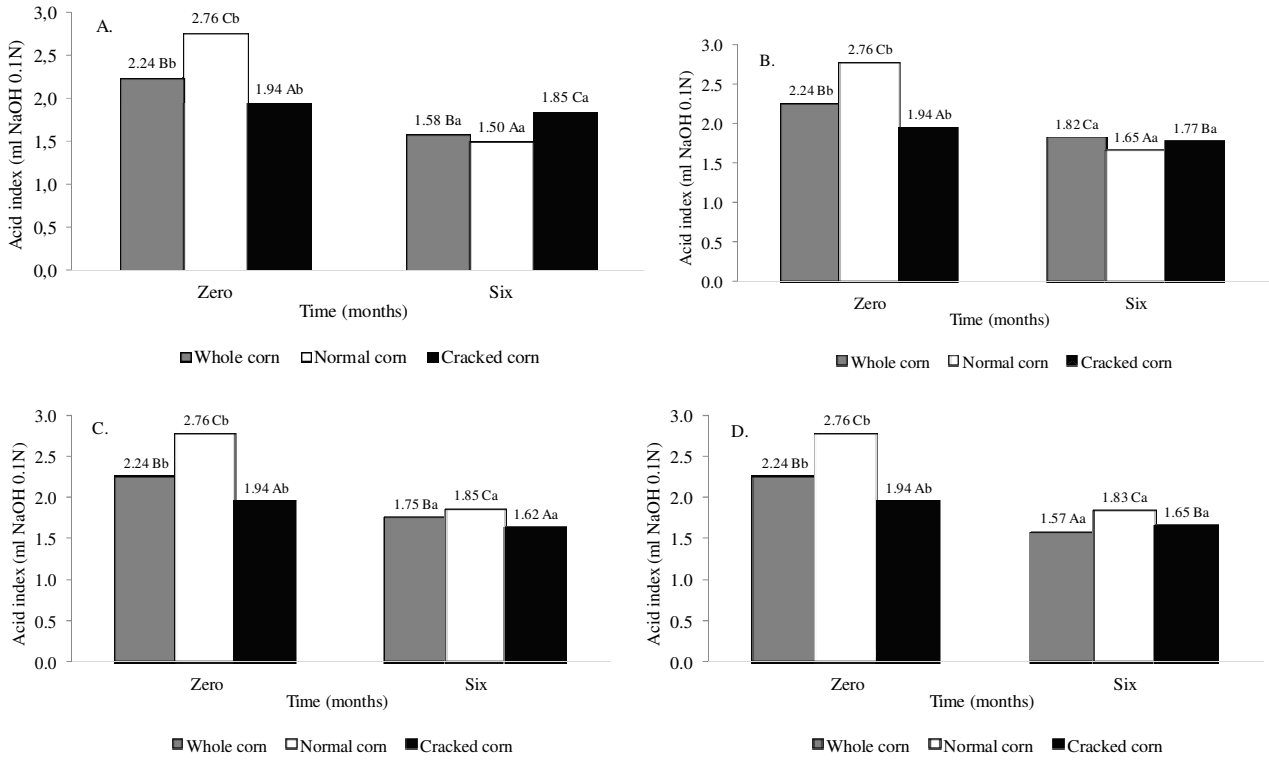 A.
Acid index (ml NaOH 0.1N)
3,0
2,5
2,0
1,5
1,0
0,5
0,0
2.24 Bb
2.76 Cb
1.94 Ab
1.58 Ba
1.50 Aa
1.85 Ca
Zero
Six
Time (months)
Whole corn Normal corn Cracked corn
B.
Acid index (ml NaOH 0.1N)
3.0
2.5
2.0
1.5
1.0
0.5
0.0
2.24 Bb
2.76 Cb
1.94 Ab
1.82 Ca
1.65 Aa
1.77 Ba
Zero
Six
Time (months)
Whole corn Normal corn Cracked corn
C.
Acid index (ml NaOH 0.1N)
3.0
2.5
2.0
1.5
1.0
0.5
0.0
2.24 Bb
2.76 Cb
1.94 Ab
1.75 Ba
1.85 Ca
1.62 Aa
Zero
Six
Time (months)
Whole corn Normal corn Cracked corn
D.
Acid index (ml NaOH 0.1N)
3.0
2.5
2.0
1.5
1.0
0.5
0.0
2.24 Bb
2.76 Cb
1.94 Ab
1.57 Aa
1.83 Ca
1.65 Ba
Zero
Six
Time (months)
Whole corn Normal corn Cracked corn